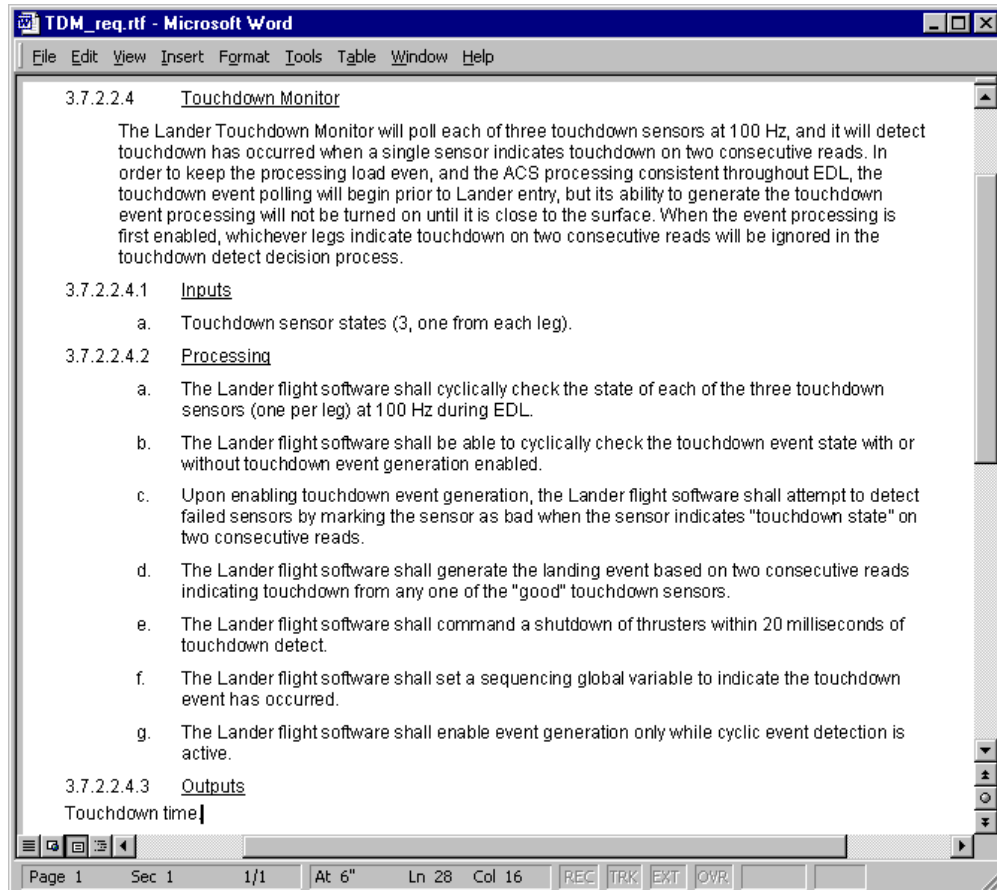 TDM_req.rtf - Microsoft Word
File Edit View Insert Format Tools Table Window Help
3.7.2.2.4 Touchdown Monitor
The Lander Touchdown Monitor will poll each of three touchdown sensors at 100 Hz, and it will detect
touchdown has occurred when a single sensor indicates touchdown on two consecutive reads. In
order to keep the processing load even, and the ACS processing consistent throughout EDL, the
touchdown event polling will begin prior to Lander entry, but its ability to generate the touchdown
event processing will not be turned on until it is close to the surface. When the event processing is
first enabled, whichever legs indicate touchdown on two consecutive reads will be ignored in the
touchdown detect decision process.
3.7.2.2.4.1 Inputs
a. Touchdown sensor states (3, one from each leg).
3.7.2.2.4.2 Processing
a. The Lander flight software shall cyclically check the state of each of the three touchdown
sensors (one per leg) at 100 Hz during EDL.
b. The Lander flight software shall be able to cyclically check the touchdown event state with or
without touchdown event generation enabled.
c. Upon enabling touchdown event generation, the Lander flight software shall attempt to detect
failed sensors by marking the sensor as bad when the sensor indicates "touchdown state" on
two consecutive reads.
d. The Lander flight software shall generate the landing event based on two consecutive reads
indicating touchdown from any one of the "good" touchdown sensors.
e. The Lander flight software shall command a shutdown of thrusters within 20 milliseconds of
touchdown detect.
f. The Lander flight software shall set a sequencing global variable to indicate the touchdown
event has occurred.
g. The Lander flight software shall enable event generation only while cyclic event detection is
active.
3.7.2.2.4.3 Outputs
Touchdown time.
Page 1 Sec 1 1/1 At 6" Ln 28 Col 16 REC TRK EXT OVR